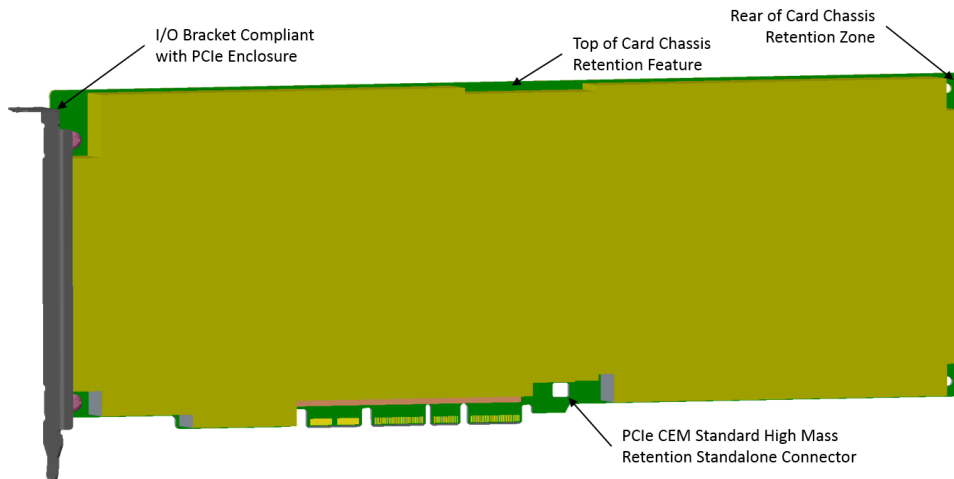 I/O Bracket Compliant
with PCIe Enclosure
Top of Card Chassis
Retention Feature
Rear of Card Chassis
Retention Zone
PCIe CEM Standard High Mass
Retention Standalone Connector